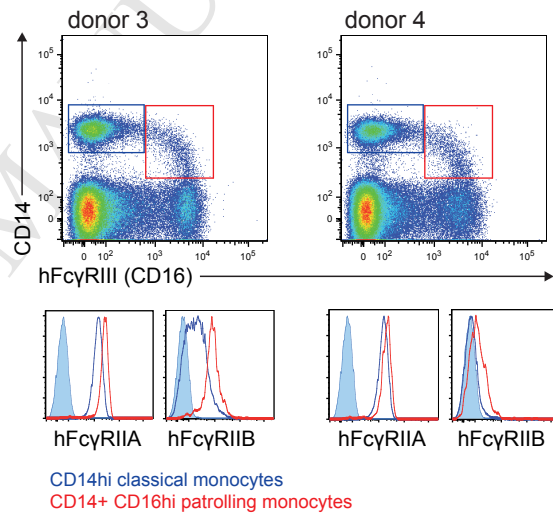 donor 3
donor 4
10⁵
10⁴
10³
10²
0
0
10²
10³
10⁴
10⁵
10⁵
10⁴
10³
10²
0
0
10²
10³
10⁴
10⁵
CD14
hFcγRIII (CD16)
hFcγRIIA
hFcγRIIB
hFcγRIIA
hFcγRIIB
CD14hi classical monocytes
CD14+ CD16hi patrolling monocytes